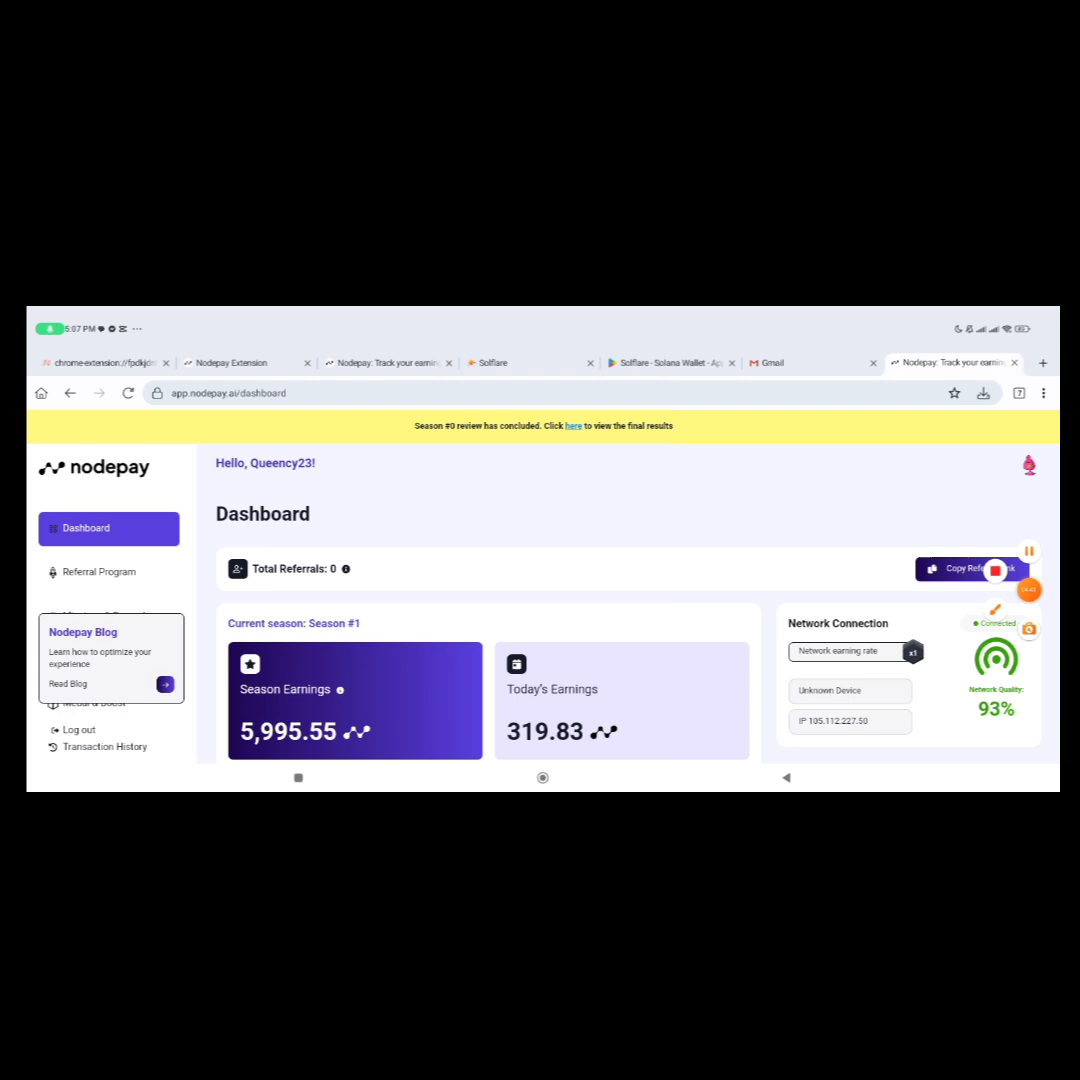 5:07 PM
chrome-extension://fpdkjdn
Nodepay Extension
Nodepay: Track your earning
Solflare
Solflare - Solana Wallet - Ap
Gmail
Nodepay: Track your earning
app.nodepay.ai/dashboard
7
Season #0 review has concluded. Click here to view the final results
nodepay
Hello, Queency23!
Dashboard
Dashboard
Referral Program
Total Referrals: 0
Copy Refe
Nodepay Blog
Learn how to optimize your
experience
Read Blog
Log out
Transaction History
Current season: Season #1
Season Earnings
5,995.55
Today's Earnings
319.83
Network Connection
Connected
Network earning rate
x1
Unknown Device
IP 105.112.227.50
Network Quality:
93%